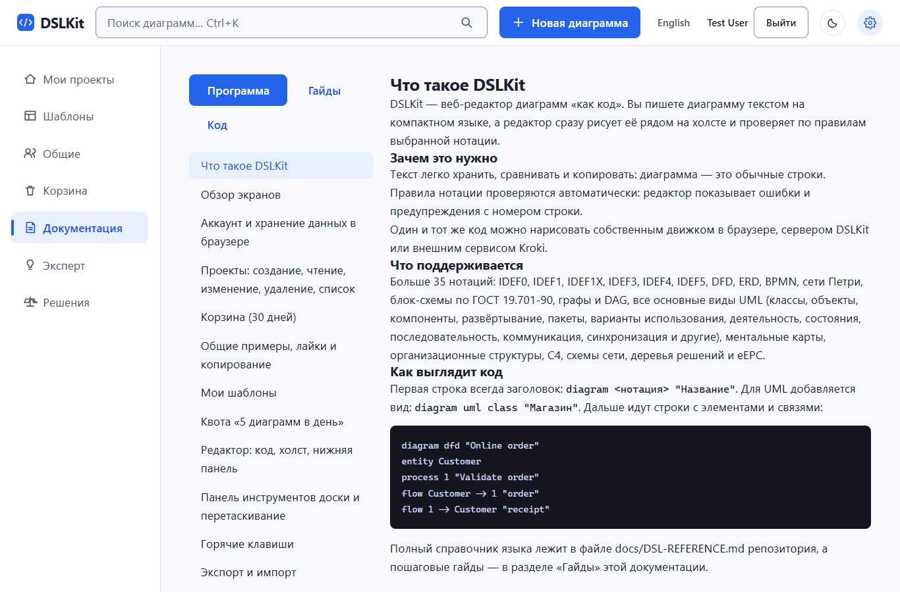 DSLKit
Поиск диаграмм... Ctrl+K
+ Новая диаграмма
English
Test User
Выйти
Мои проекты
Шаблоны
Общие
Корзина
Документация
Эксперт
Решения
Программа
Гайды
Код
Что такое DSLKit
Обзор экранов
Аккаунт и хранение данных в
браузере
Проекты: создание, чтение,
изменение, удаление, список
Корзина (30 дней)
Общие примеры, лайки и
копирование
Мои шаблоны
Квота «5 диаграмм в день»
Редактор: код, холст, нижняя
панель
Панель инструментов доски и
перетаскивание
Горячие клавиши
Экспорт и импорт
Что такое DSLKit
DSLKit — веб-редактор диаграмм «как код». Вы пишете диаграмму текстом на
компактном языке, а редактор сразу рисует её рядом на холсте и проверяет по правилам
выбранной нотации.
Зачем это нужно
Текст легко хранить, сравнивать и копировать: диаграмма — это обычные строки.
Правила нотации проверяются автоматически: редактор показывает ошибки и
предупреждения с номером строки.
Один и тот же код можно нарисовать собственным движком в браузере, сервером DSLKit
или внешним сервисом Kroki.
Что поддерживается
Больше 35 нотаций: IDEF0, IDEF1, IDEF1X, IDEF3, IDEF4, IDEF5, DFD, ERD, BPMN, сети Петри,
блок-схемы по ГОСТ 19.701-90, графы и DAG, все основные виды UML (классы, объекты,
компоненты, развёртывание, пакеты, варианты использования, деятельность, состояния,
последовательность, коммуникация, синхронизация и другие), ментальные карты,
организационные структуры, C4, схемы сети, деревья решений и eEPC.
Как выглядит код
Первая строка всегда заголовок: diagram <нотация> "Название". Для UML добавляется
вид: diagram uml class "Магазин". Дальше идут строки с элементами и связями:
diagram dfd "Online order"
entity Customer
process 1 "Validate order"
flow Customer -> 1 "order"
flow 1 -> Customer "receipt"
Полный справочник языка лежит в файле docs/DSL-REFERENCE.md репозитория, а
пошаговые гайды — в разделе «Гайды» этой документации.